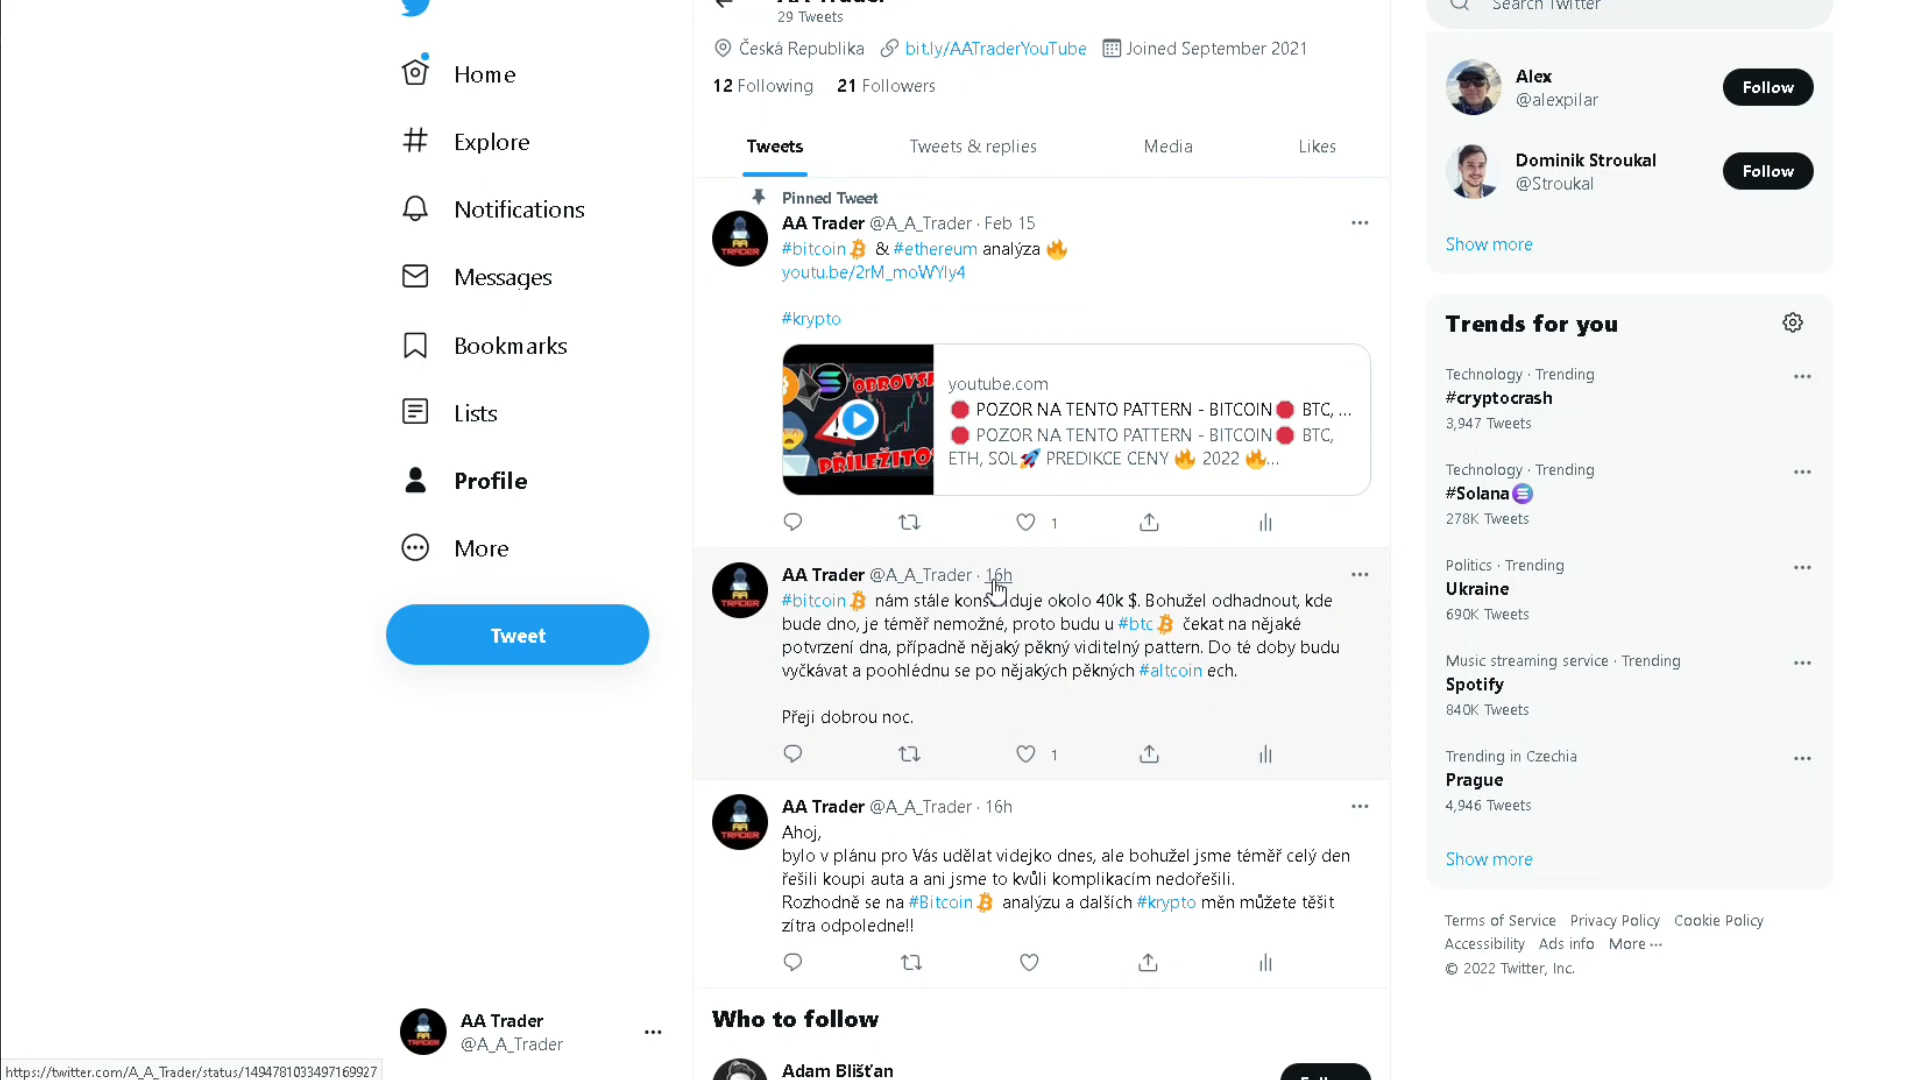 29 Tweets
Česká Republika bit.ly/AATraderYouTube Joined September 2021
12 Following 21 Followers
Tweets Tweets & replies Media Likes
Home
Explore
Notifications
Messages
Bookmarks
Lists
Profile
More
Tweet
AA Trader
@A_A_Trader
https://twitter.com/A_A_Trader/status/1494781033497169927
Pinned Tweet
AA Trader @A_A_Trader · Feb 15
#bitcoin & #ethereum analýza 🔥
youtu.be/2rM_moWYIy4
#krypto
OBROVSK
PŘÍLEŽITO
youtube.com
🛑 POZOR NA TENTO PATTERN - BITCOIN🛑 BTC, ...
🛑 POZOR NA TENTO PATTERN - BITCOIN🛑 BTC,
ETH, SOL🚀 PREDIKCE CENY 🔥 2022 🔥...
1
AA Trader @A_A_Trader · 16h
#bitcoin nám stále okolo 40k $. Bohužel odhadnout, kde
bude dno, je téměř nemožné, proto budu u #btc čekat na nějaké
potvrzení dna, případně nějaký pěkný viditelný pattern. Do té doby budu
vyčkávat a poohlédnu se po nějakých pěkných #altcoin ech.
Přeji dobrou noc.
1
AA Trader @A_A_Trader · 16h
Ahoj,
bylo v plánu pro Vás udělat videjko dnes, ale bohužel jsme téměř celý den
řešili koupi auta a ani jsme to kvůli komplikacím nedořešili.
Rozhodně se na #Bitcoin analýzu a dalších #krypto měn můžete těšit
zítra odpoledne!!
Who to follow
Adam Blišťan
Search Twitter
Alex
@alexpilar
Follow
Dominik Stroukal
@Stroukal
Follow
Show more
Trends for you
Technology · Trending
#cryptocrash
3,947 Tweets
Technology · Trending
#Solana
278K Tweets
Politics · Trending
Ukraine
690K Tweets
Music streaming service · Trending
Spotify
840K Tweets
Trending in Czechia
Prague
4,946 Tweets
Show more
Terms of Service Privacy Policy Cookie Policy
Accessibility Ads info More ...
© 2022 Twitter, Inc.